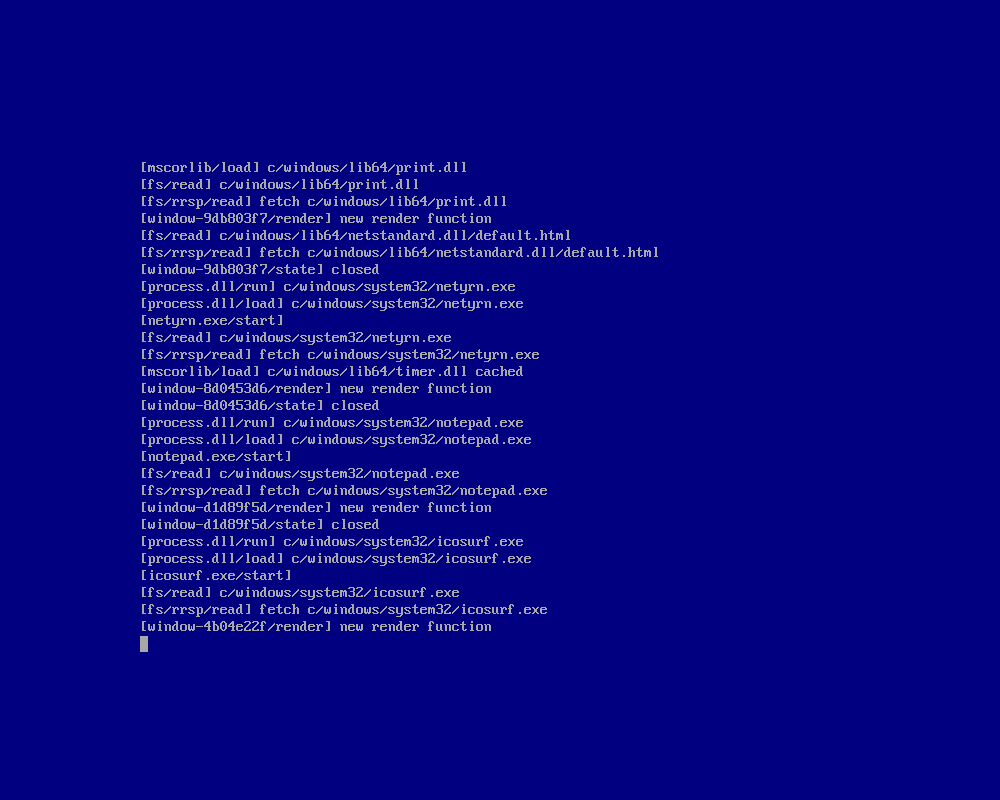 [mscorlib/load] c/windows/lib64/print.dll
[fs/read] c/windows/lib64/print.dll
[fs/rrsp/read] fetch c/windows/lib64/print.dll
[window-9db803f7/render] new render function
[fs/read] c/windows/lib64/netstandard.dll/default.html
[fs/rrsp/read] fetch c/windows/lib64/netstandard.dll/default.html
[window-9db803f7/state] closed
[process.dll/run] c/windows/system32/netyrn.exe
[process.dll/load] c/windows/system32/netyrn.exe
[netyrn.exe/start]
[fs/read] c/windows/system32/netyrn.exe
[fs/rrsp/read] fetch c/windows/system32/netyrn.exe
[mscorlib/load] c/windows/lib64/timer.dll cached
[window-8d0453d6/render] new render function
[window-8d0453d6/state] closed
[process.dll/run] c/windows/system32/notepad.exe
[process.dll/load] c/windows/system32/notepad.exe
[notepad.exe/start]
[fs/read] c/windows/system32/notepad.exe
[fs/rrsp/read] fetch c/windows/system32/notepad.exe
[window-d1d89f5d/render] new render function
[window-d1d89f5d/state] closed
[process.dll/run] c/windows/system32/icosurf.exe
[process.dll/load] c/windows/system32/icosurf.exe
[icosurf.exe/start]
[fs/read] c/windows/system32/icosurf.exe
[fs/rrsp/read] fetch c/windows/system32/icosurf.exe
[window-4b04e22f/render] new render function